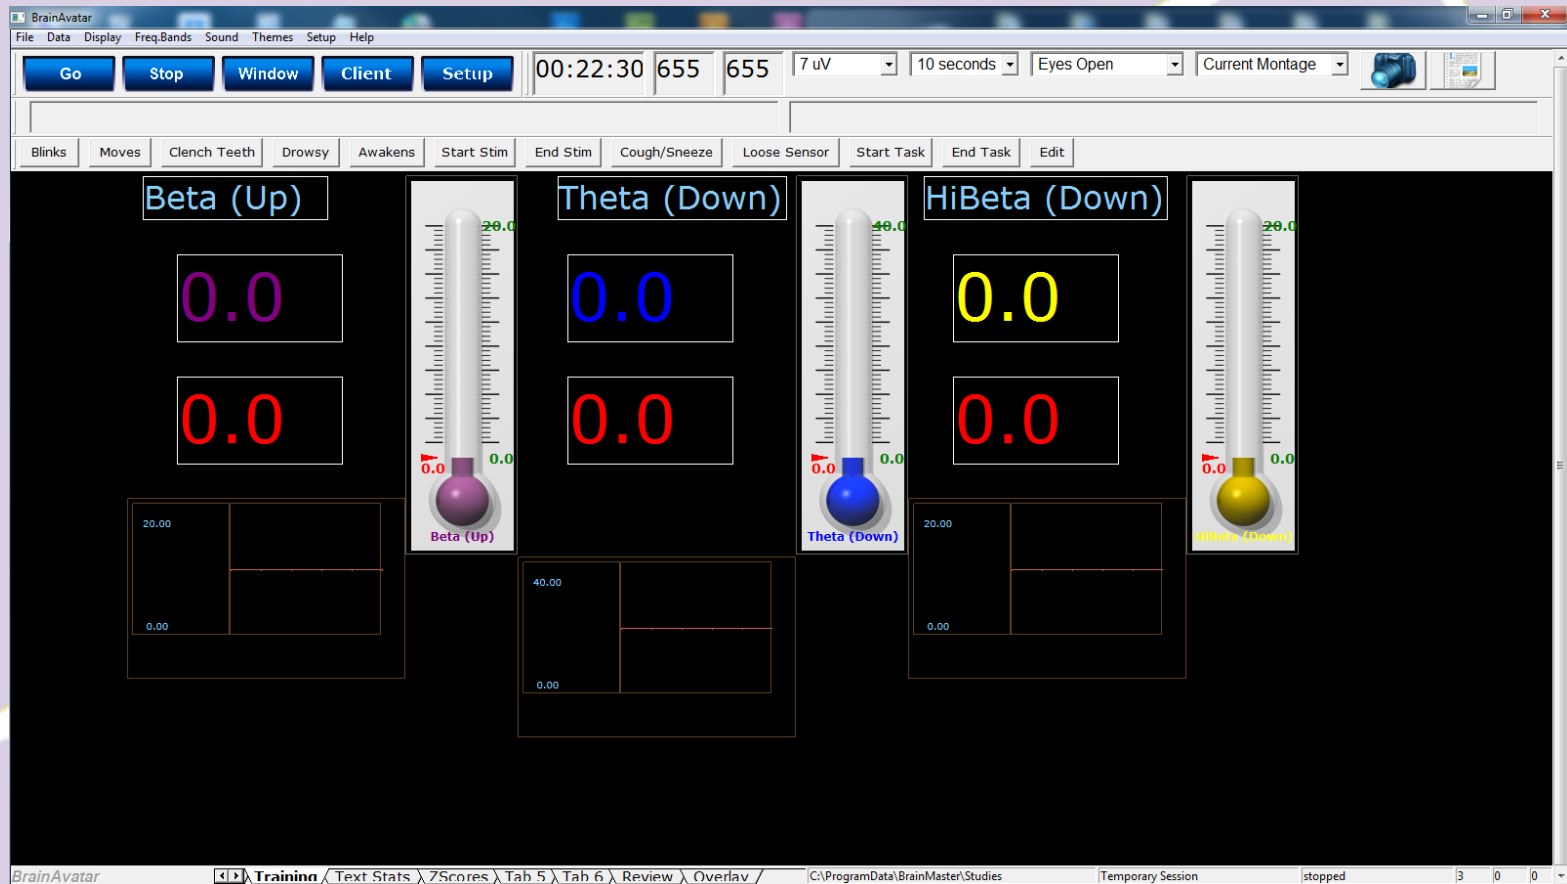 BrainAvatar
File Data Display Freq.Bands Sound Themes Setup Help
Go Stop Window Client Setup 00:22:30 655 655 7 uV 10 seconds Eyes Open Current Montage
Blinks Moves Clench Teeth Drowsy Awakens Start Stim End Stim Cough/Sneeze Loose Sensor Start Task End Task Edit
Beta (Up) Theta (Down) HiBeta (Down)
20.0 40.0 20.0
0.0 0.0 0.0
0.0 0.0 0.0
0.0 0.0 0.0 0.0 0.0 0.0
Beta (Up) Theta (Down) HiBeta (Down)
20.00 20.00
40.00
0.00 0.00
0.00
BrainAvatar Training Text Stats ZScores Tab 5 Tab 6 Review Overlay C:\ProgramData\BrainMaster\Studies Temporary Session stopped 3 0 0